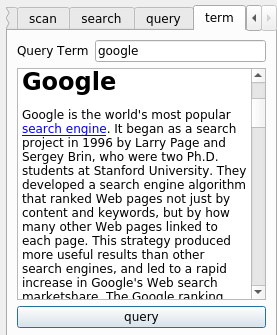 scan search query term
Query Term google
Google
Google is the world's most popular
search engine. It began as a search
project in 1996 by Larry Page and
Sergey Brin, who were two Ph.D.
students at Stanford University. They
developed a search engine algorithm
that ranked Web pages not just by
content and keywords, but by how
many other Web pages linked to
each page. This strategy produced
more useful results than other
search engines, and led to a rapid
increase in Google's Web search
marketshare. The Google ranking
query